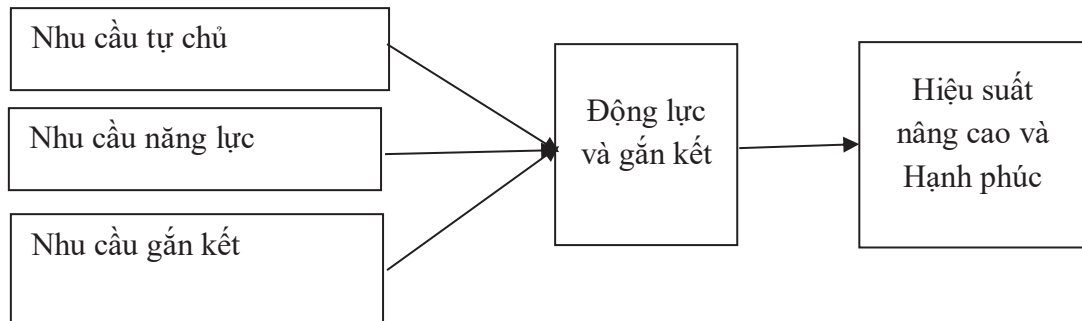 Nhu cầu tự chủ
Nhu cầu năng lực
Nhu cầu gắn kết
Động lực
và gắn kết
Hiệu suất
nâng cao và
Hạnh phúc